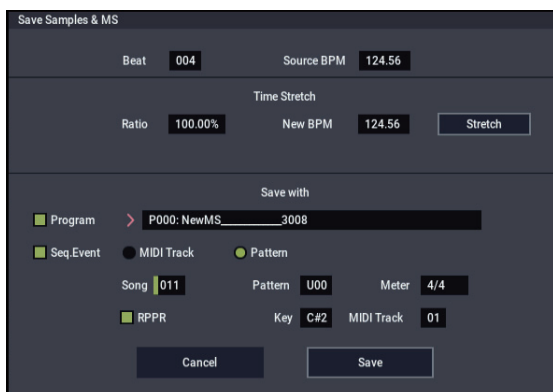 Save Samples & MS
Beat 004 Source BPM 124.56
Time Stretch
Ratio 100.00% New BPM 124.56 Stretch
Save with
Program P000: NewMS__________3008
Seq.Event MIDI Track Pattern
Song 011 Pattern U00 Meter 4/4
RPPR Key C#2 MIDI Track 01
Cancel Save